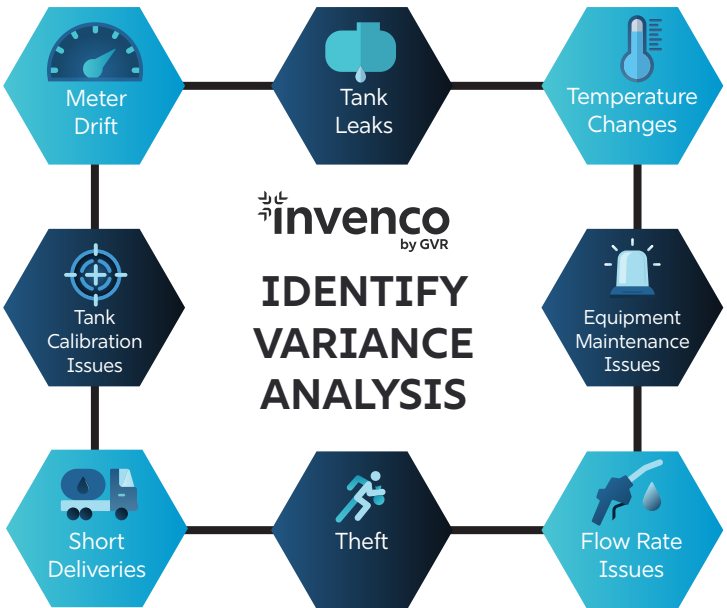 Meter
Drift
Tank
Leaks
Temperature
Changes
invenco
by GVR
IDENTIFY
VARIANCE
ANALYSIS
Tank
Calibration
Issues
Equipment
Maintenance
Issues
Short
Deliveries
Theft
Flow Rate
Issues